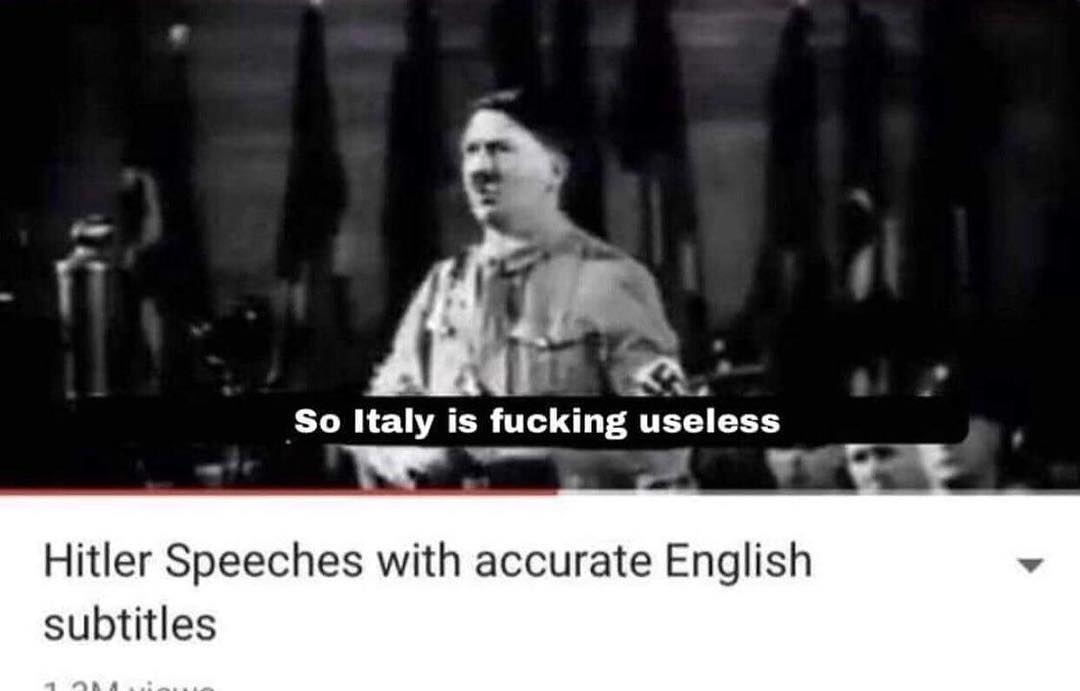 So Italy is fucking useless
Hitler Speeches with accurate English
subtitles